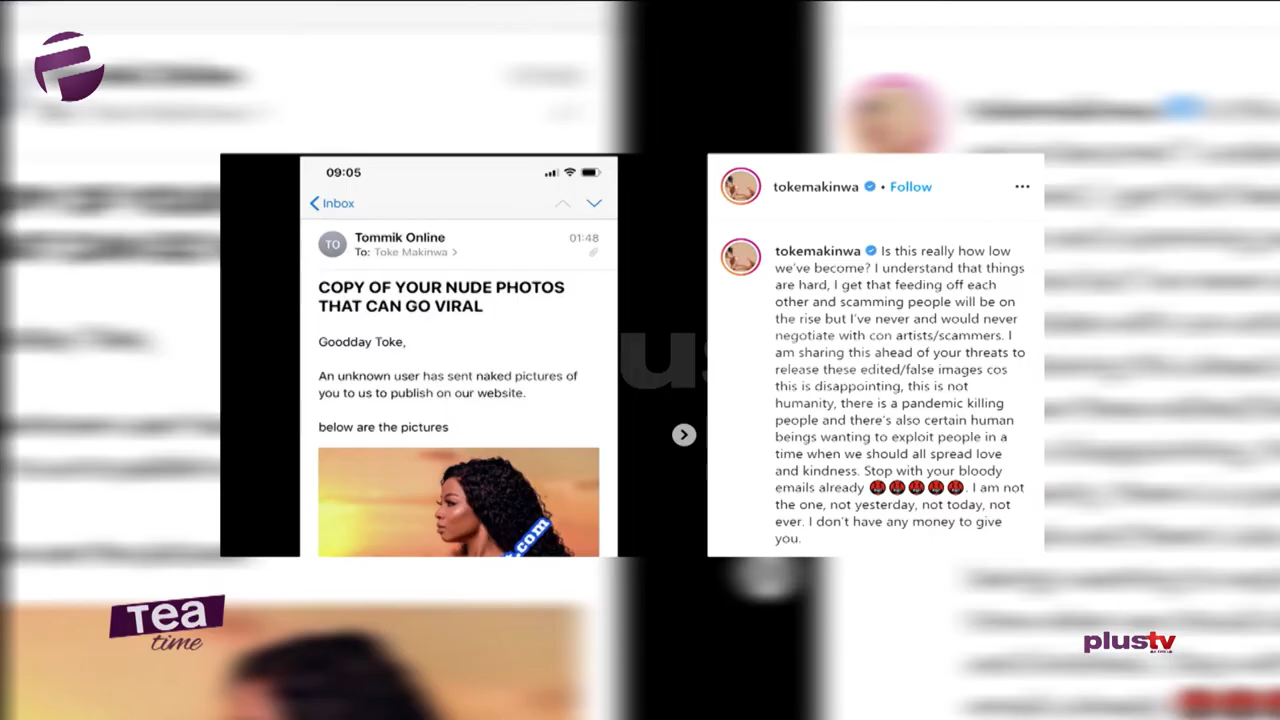 09:05
Inbox
TO
Tommik Online
01:48
To: Toke Makinwa >
COPY OF YOUR NUDE PHOTOS
THAT CAN GO VIRAL
Goodday Toke,
An unknown user has sent naked pictures of
you to us to publish on our website.
below are the pictures
.com
tokemakinwa • Follow
tokemakinwa Is this really how low
we've become? I understand that things
are hard, I get that feeding off each
other and scamming people will be on
the rise but I've never and would never
negotiate with con artists/scammers. I
am sharing this ahead of your threats to
release these edited/false images cos
this is disappointing, this is not
humanity, there is a pandemic killing
people and there's also certain human
beings wanting to exploit people in a
time when we should all spread love
and kindness. Stop with your bloody
emails already 👹👹👹👹👹. I am not
the one, not yesterday, not today, not
ever. I don't have any money to give
you.
us
Tea
time
plustv